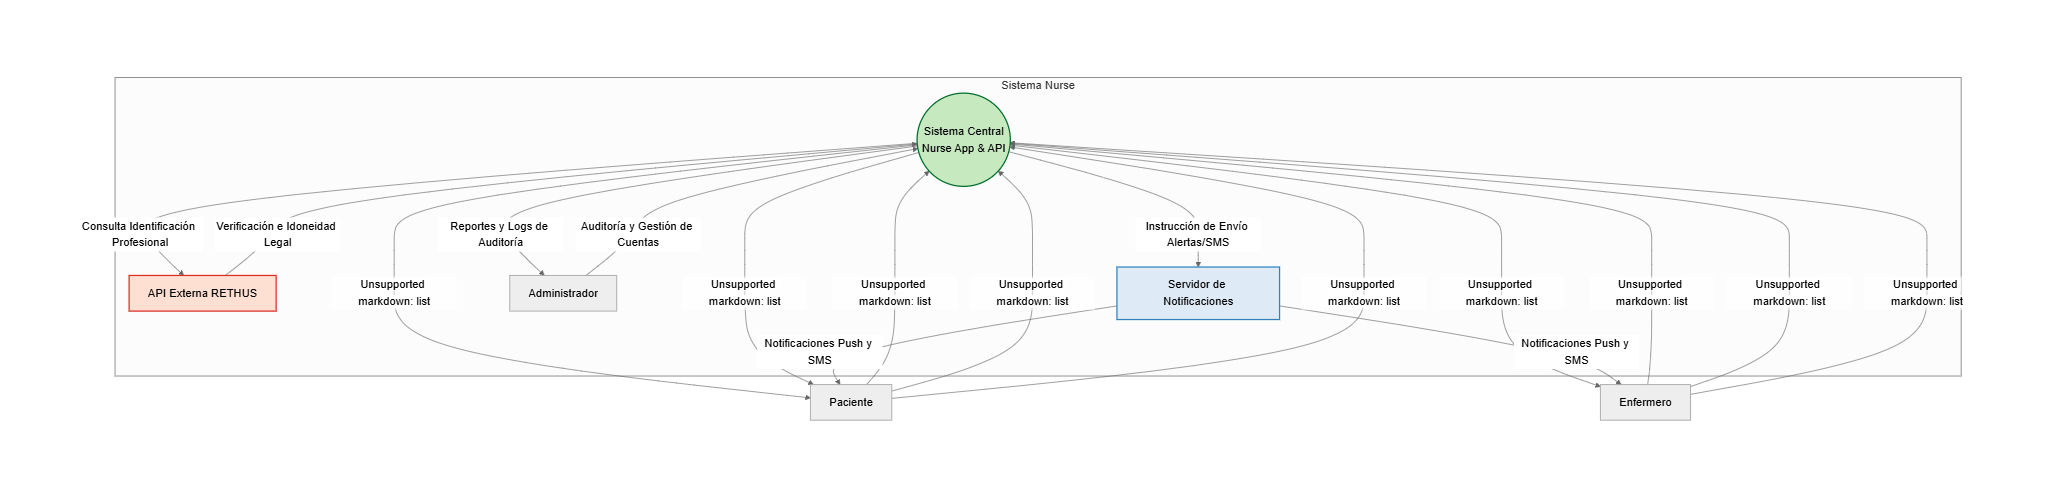 Sistema Nurse
Sistema Central
Nurse App & API
Consulta Identificación
Profesional
Verificación e Idoneidad
Legal
Reportes y Logs de
Auditoría
Auditoría y Gestión de
Cuentas
Instrucción de Envío
Alertas/SMS
API Externa RETHUS
Unsupported
markdown: list
Administrador
Unsupported
markdown: list
Unsupported
markdown: list
Unsupported
markdown: list
Servidor de
Notificaciones
Unsupported
markdown: list
Unsupported
markdown: list
Unsupported
markdown: list
Unsupported
markdown: list
Unsupported
markdown: list
Notificaciones Push y
SMS
Notificaciones Push y
SMS
Paciente
Enfermero